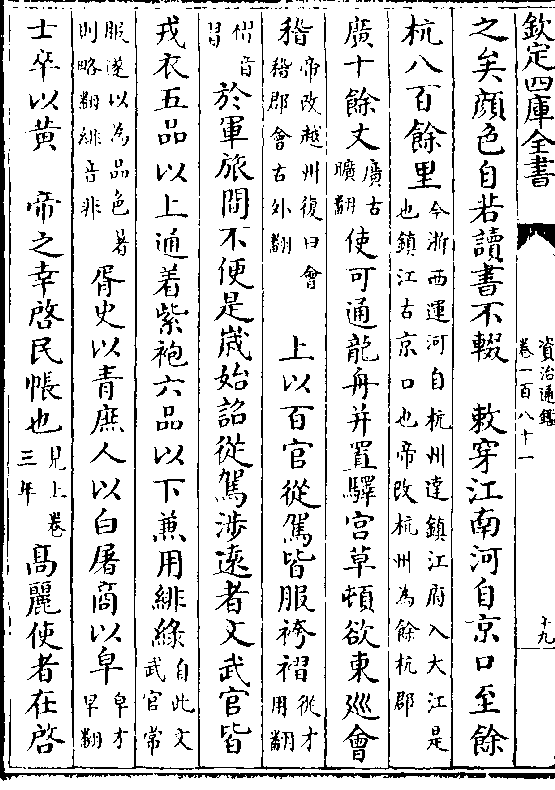 欽定四庫全書
資治通鑑
卷一百八十一
十九
之矣顔色自若讀書不輟　敕穿江南河自京口至餘
杭八百餘里今浙西運河自杭州達鎮江府入大江是也鎮江古京口也帝改杭州為餘杭郡
廣十餘丈廣古曠翻使可通龍舟并置驛宮草頓欲東巡會
稽帝改越州復曰會稽郡會古外翻　上以百官從駕皆服袴褶從才用翻
褶音習於軍旅間不便是歲始詔從駕涉遠者文武官皆
戎衣五品以上通着紫袍六品以下兼用緋綠自此文武官常
服遂以為品色著則略翻緋音非胥史以青庶人以白屠商以皁皁才早翻
士卒以黄　帝之幸啓民帳也見上卷三年高麗使者在啓